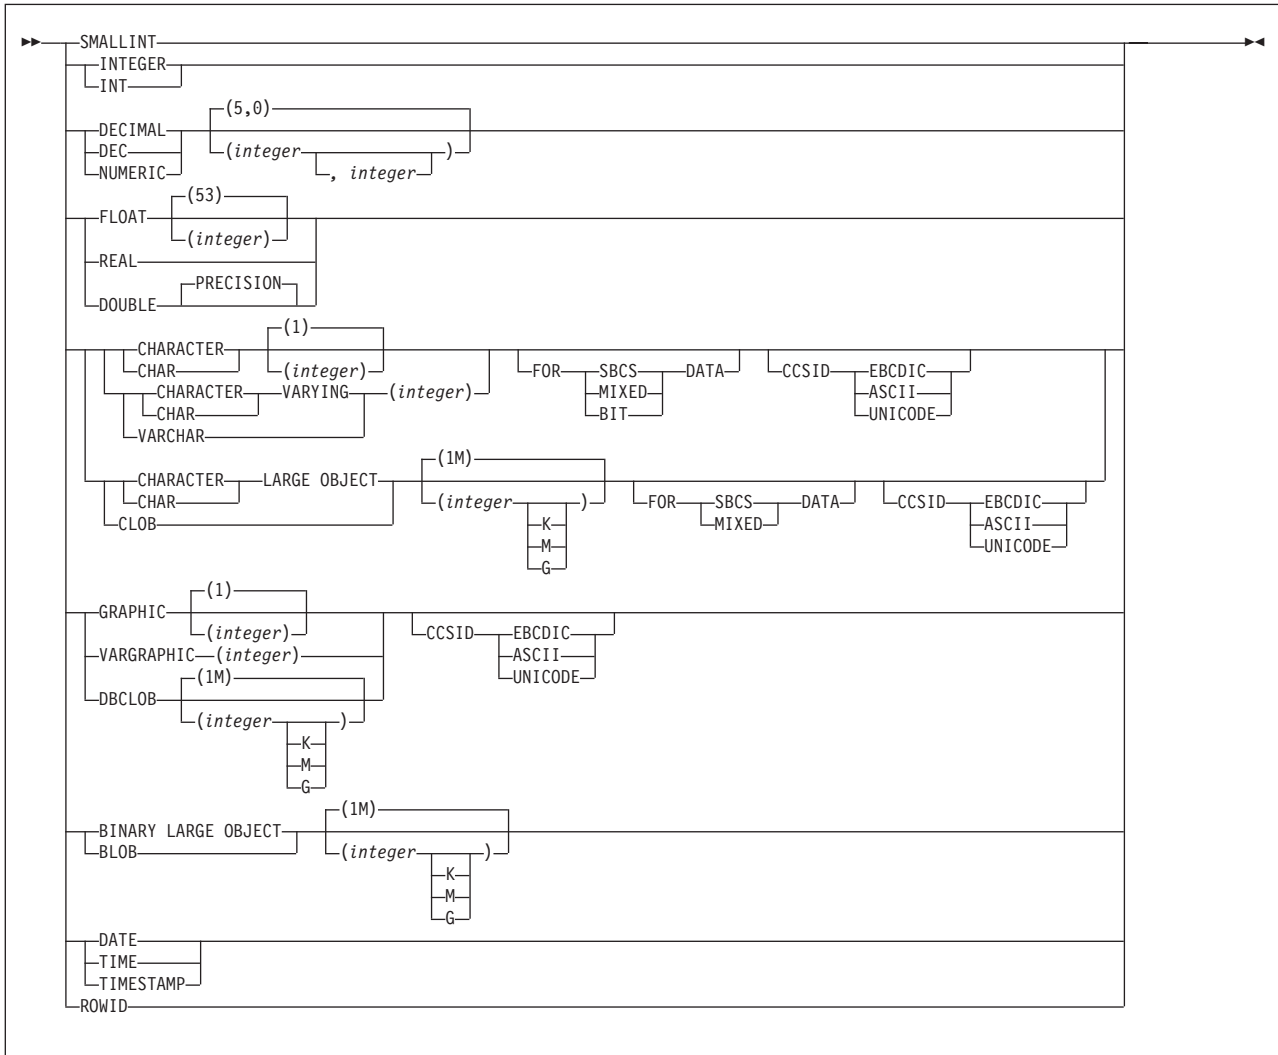 SMALLINT
INTEGER
INT
(5,0)
DECIMAL
DEC (integer )
NUMERIC , integer
(53)
FLOAT
(integer)
REAL
PRECISION
DOUBLE
(1)
CHARACTER
CHAR (integer) FOR SBCS DATA CCSID EBCDIC
CHARACTER VARYING (integer) MIXED ASCII
CHAR BIT UNICODE
VARCHAR
(1M)
CHARACTER LARGE OBJECT
CHAR (integer ) FOR SBCS DATA CCSID EBCDIC
CLOB K MIXED ASCII
M UNICODE
G
(1)
GRAPHIC
(integer) CCSID EBCDIC
VARGRAPHIC (integer) ASCII
(1M) UNICODE
DBCLOB
(integer )
K
M
G
(1M)
BINARY LARGE OBJECT
BLOB (integer )
K
M
G
DATE
TIME
TIMESTAMP
ROWID